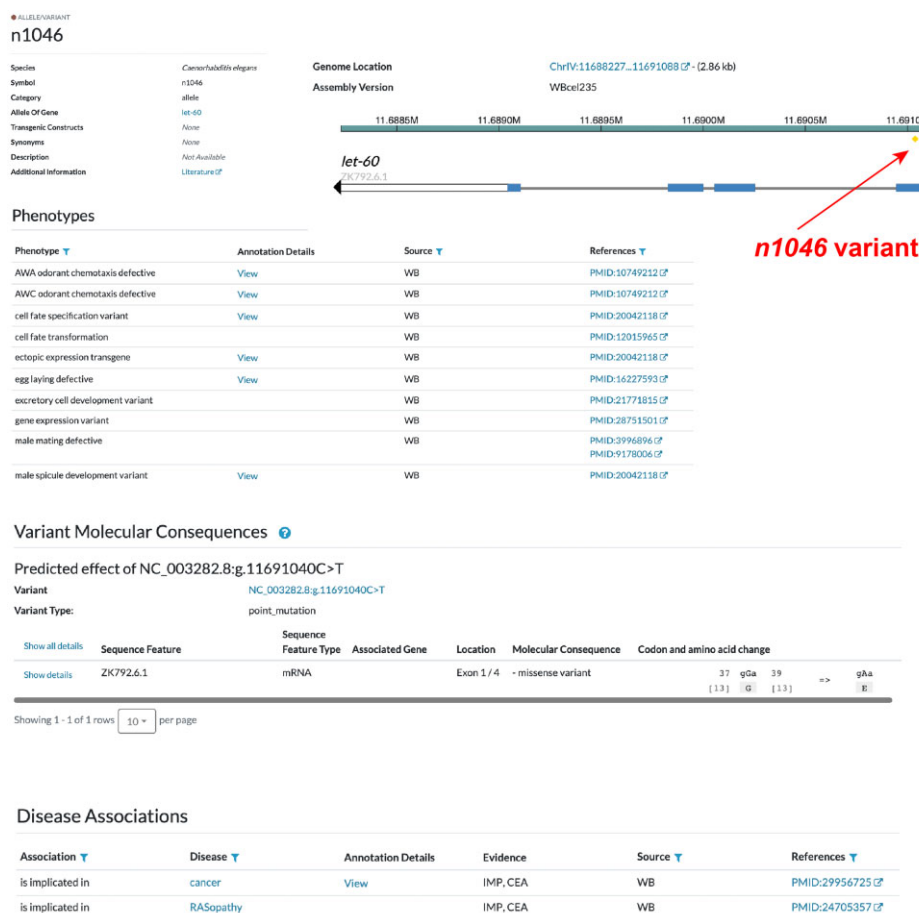 ALLELE/VARIANT
n1046
Species Caenorhabditis elegans
Symbol n1046
Category allele
Allele Of Gene let-60
Transgenic Constructs None
Synonyms None
Description Not Available
Additional Information Literature
Genome Location ChrIV:11688227...11691088 - (2.86 kb)
Assembly Version WBcel235
11.6885M 11.6890M 11.6895M 11.6900M 11.6905M 11.6910
let-60
ZK792.6.1
n1046 variant
Phenotypes
Phenotype Annotation Details Source References
AWA odorant chemotaxis defective View WB PMID:10749212
AWC odorant chemotaxis defective View WB PMID:10749212
cell fate specification variant View WB PMID:20042118
cell fate transformation WB PMID:12015965
ectopic expression transgene View WB PMID:20042118
egg laying defective View WB PMID:16227593
excretory cell development variant WB PMID:21771815
gene expression variant WB PMID:28751501
male mating defective WB PMID:3996896
PMID:9178006
male spicule development variant View WB PMID:20042118
Variant Molecular Consequences ?
Predicted effect of NC_003282.8:g.11691040C>T
Variant NC_003282.8:g.11691040C>T
Variant Type: point_mutation
Show all details Sequence Feature Sequence Feature Type Associated Gene Location Molecular Consequence Codon and amino acid change
Show details ZK792.6.1 mRNA Exon 1 / 4 - missense variant 37 gGa 39 => gAa
[13] G [13] E
Showing 1 - 1 of 1 rows 10 per page
Disease Associations
Association Disease Annotation Details Evidence Source References
is implicated in cancer View IMP, CEA WB PMID:29956725
is implicated in RASopathy IMP, CEA WB PMID:24705357